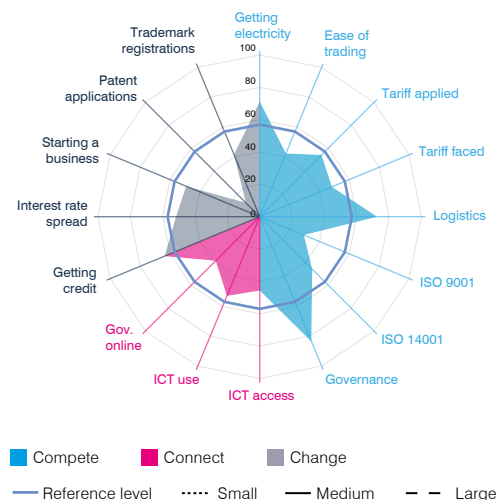 Getting
electricity
Ease of
trading
Tariff applied
Tariff faced
Logistics
ISO 9001
ISO 14001
Governance
ICT access
ICT use
Gov.
online
Getting
credit
Interest rate
spread
Starting a
business
Patent
applications
Trademark
registrations
100
80
60
40
20
0
Compete
Connect
Change
Reference level
Small
Medium
Large